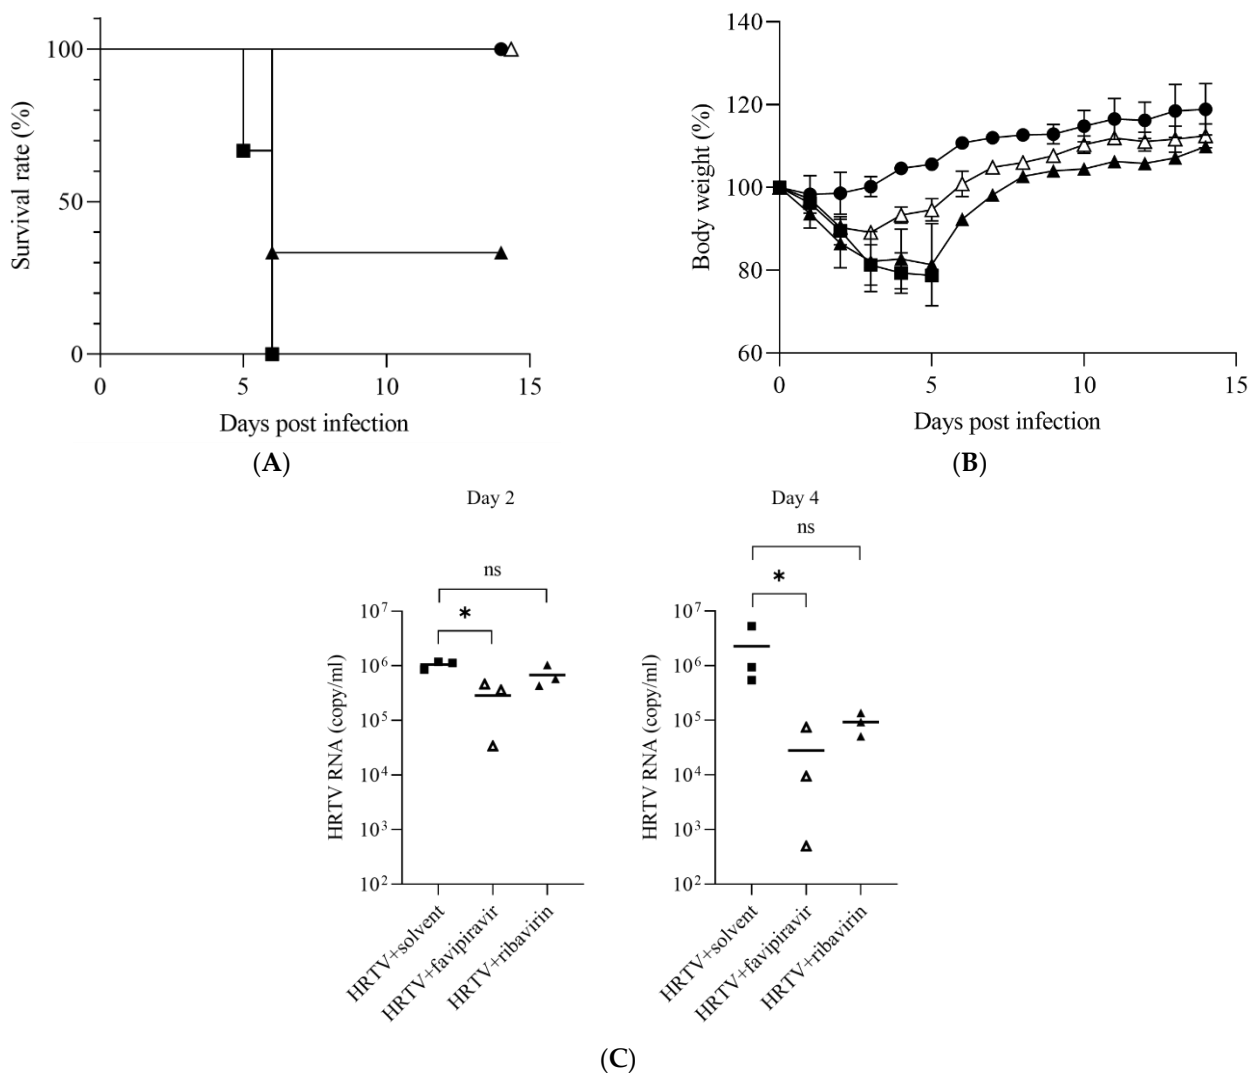 Survival rate (%)
100
50
0
0 5 10 15
Days post infection
(A)
Body weight (%)
140
120
100
80
60
0 5 10 15
Days post infection
(B)
Day 2
ns
*
HRTV RNA (copy/ml)
10⁷
10⁶
10⁵
10⁴
10³
10²
HRTV+solvent
HRTV+favipiravir
HRTV+ribavirin
Day 4
ns
*
HRTV RNA (copy/ml)
10⁷
10⁶
10⁵
10⁴
10³
10²
HRTV+solvent
HRTV+favipiravir
HRTV+ribavirin
(C)